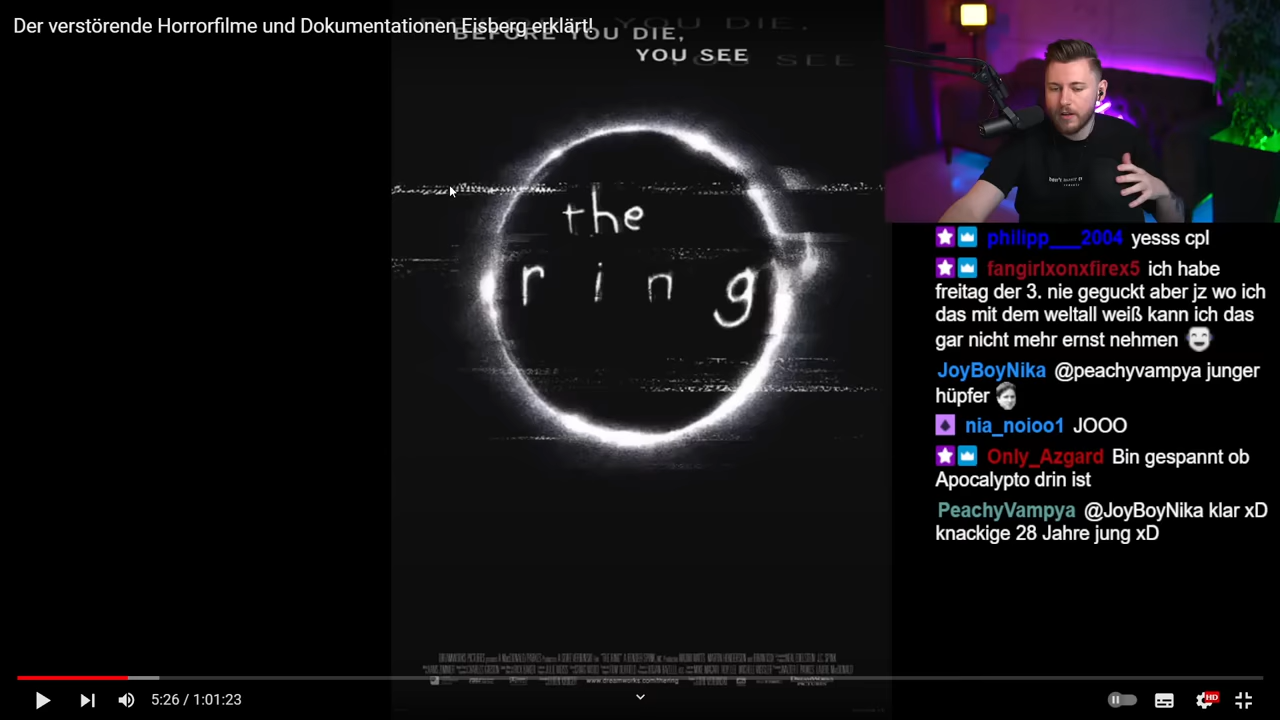 Der verstörende Horrorfilme und Dokumentationen Eisberg erklärt!
BEFORE YOU DIE,
YOU SEE
the
ring
philipp___2004 yesss cpl
fangirlxonxfirex5 ich habe
freitag der 3. nie geguckt aber jz wo ich
das mit dem weltall weiß kann ich das
gar nicht mehr ernst nehmen
JoyBoyNika @peachyvampya junger
hüpfer
nia_noioo1 JOOO
Only_Azgard Bin gespannt ob
Apocalypto drin ist
PeachyVampya @JoyBoyNika klar xD
knackige 28 Jahre jung xD
5:26 / 1:01:23
HD